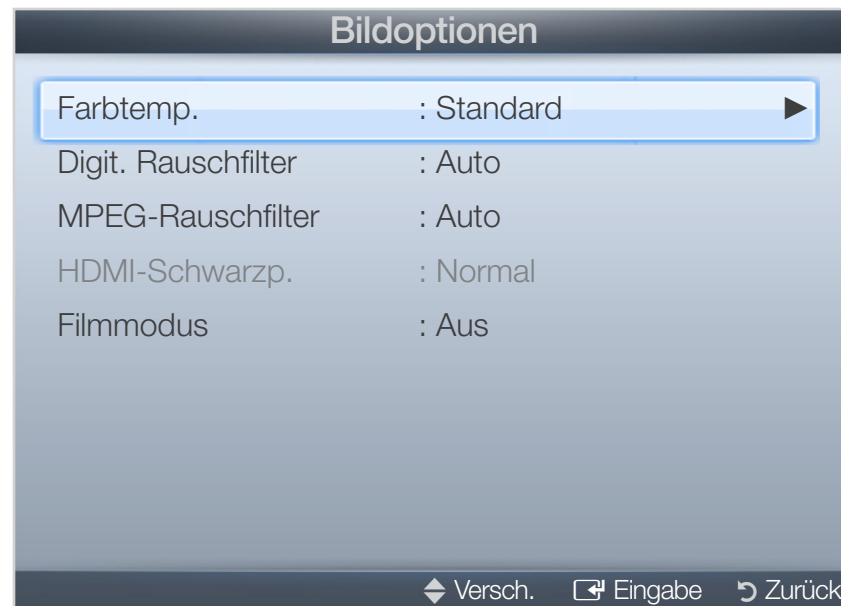 Bildoptionen
Farbtemp. : Standard ►
Digit. Rauschfilter : Auto
MPEG-Rauschfilter : Auto
HDMI-Schwarzp. : Normal
Filmmodus : Aus
Versch. Eingabe Zurück